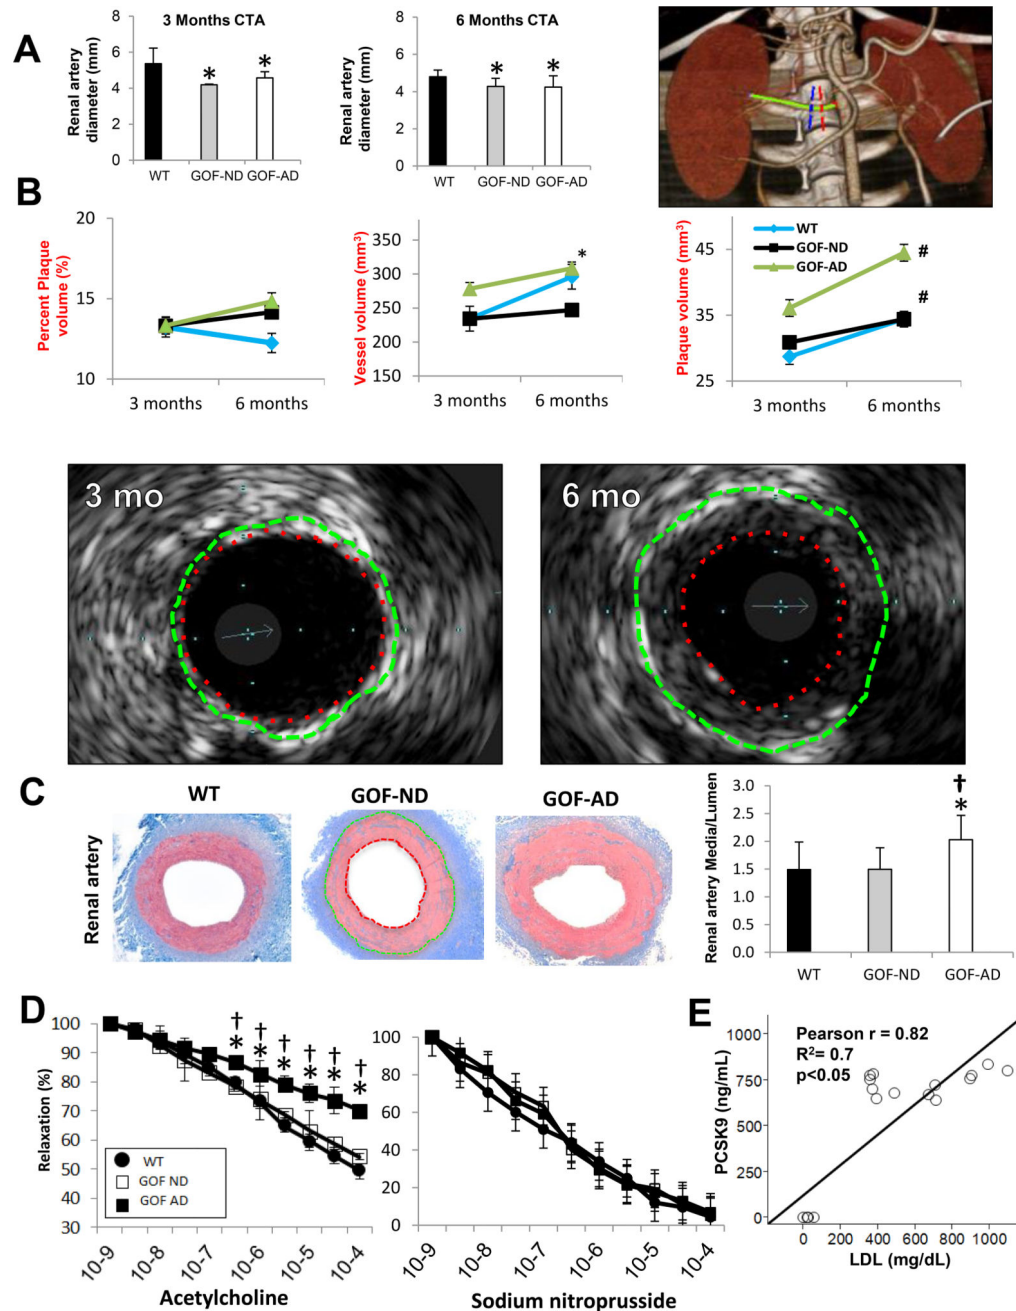 A
3 Months CTA
Renal artery
diameter (mm)
8
6
4
2
0
*
*
WT
GOF-ND
GOF-AD
6 Months CTA
Renal artery
diameter (mm)
8
6
4
2
0
*
*
WT
GOF-ND
GOF-AD
B
Percent Plaque
volume (%)
20
15
10
3 months
6 months
Vessel volume (mm³)
350
300
250
200
150
*
3 months
6 months
Plaque volume (mm³)
45
35
25
WT
GOF-ND
GOF-AD
#
#
3 months
6 months
3 mo
6 mo
C
WT
GOF-ND
GOF-AD
Renal artery
Renal artery Media/Lumen
3.0
2.5
2.0
1.5
1.0
0.5
0.0
†
*
WT
GOF-ND
GOF-AD
D
Relaxation (%)
100
90
80
70
60
50
40
30
† † † † † †
* * * * * *
WT
GOF ND
GOF AD
10-9
10-8
10-7
10-6
10-5
10-4
Acetylcholine
100
80
60
40
20
0
10-9
10-8
10-7
10-6
10-5
10-4
Sodium nitroprusside
E
PCSK9 (ng/mL)
1000
750
500
250
0
Pearson r = 0.82
R²= 0.7
p<0.05
0 200 400 600 800 1000
LDL (mg/dL)